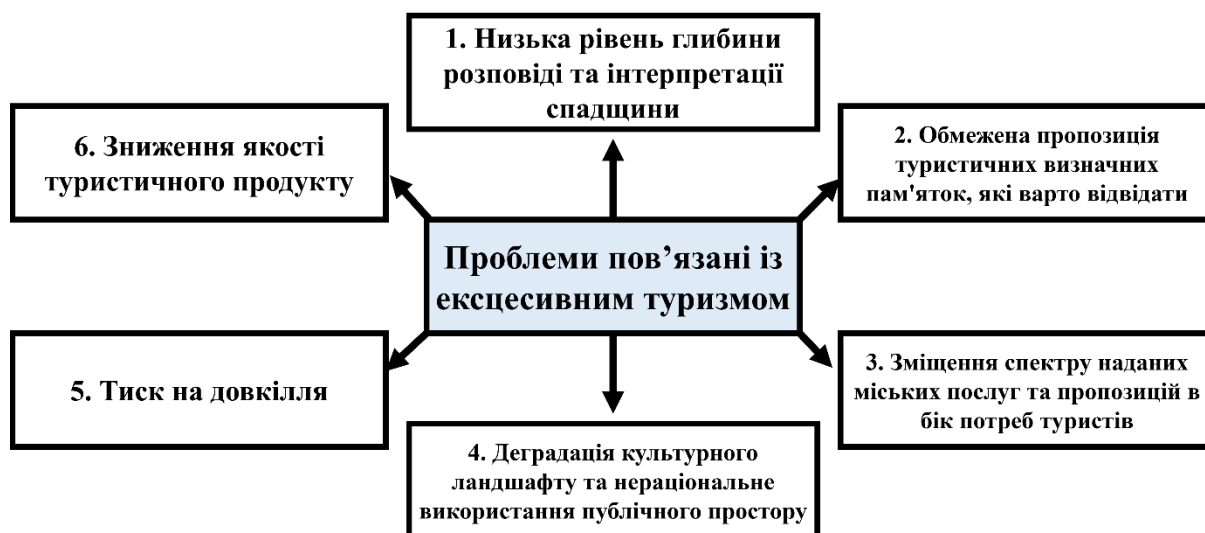 1. Низька рівень глибини
розповіді та інтерпретації
спадщини
6. Зниження якості
туристичного продукту
2. Обмежена пропозиція
туристичних визначних
пам'яток, які варто відвідати
Проблеми пов’язані із
ексцесивним туризмом
5. Тиск на довкілля
3. Зміщення спектру наданих
міських послуг та пропозицій в
бік потреб туристів
4. Деградація культурного
ландшафту та нераціональне
використання публічного простору